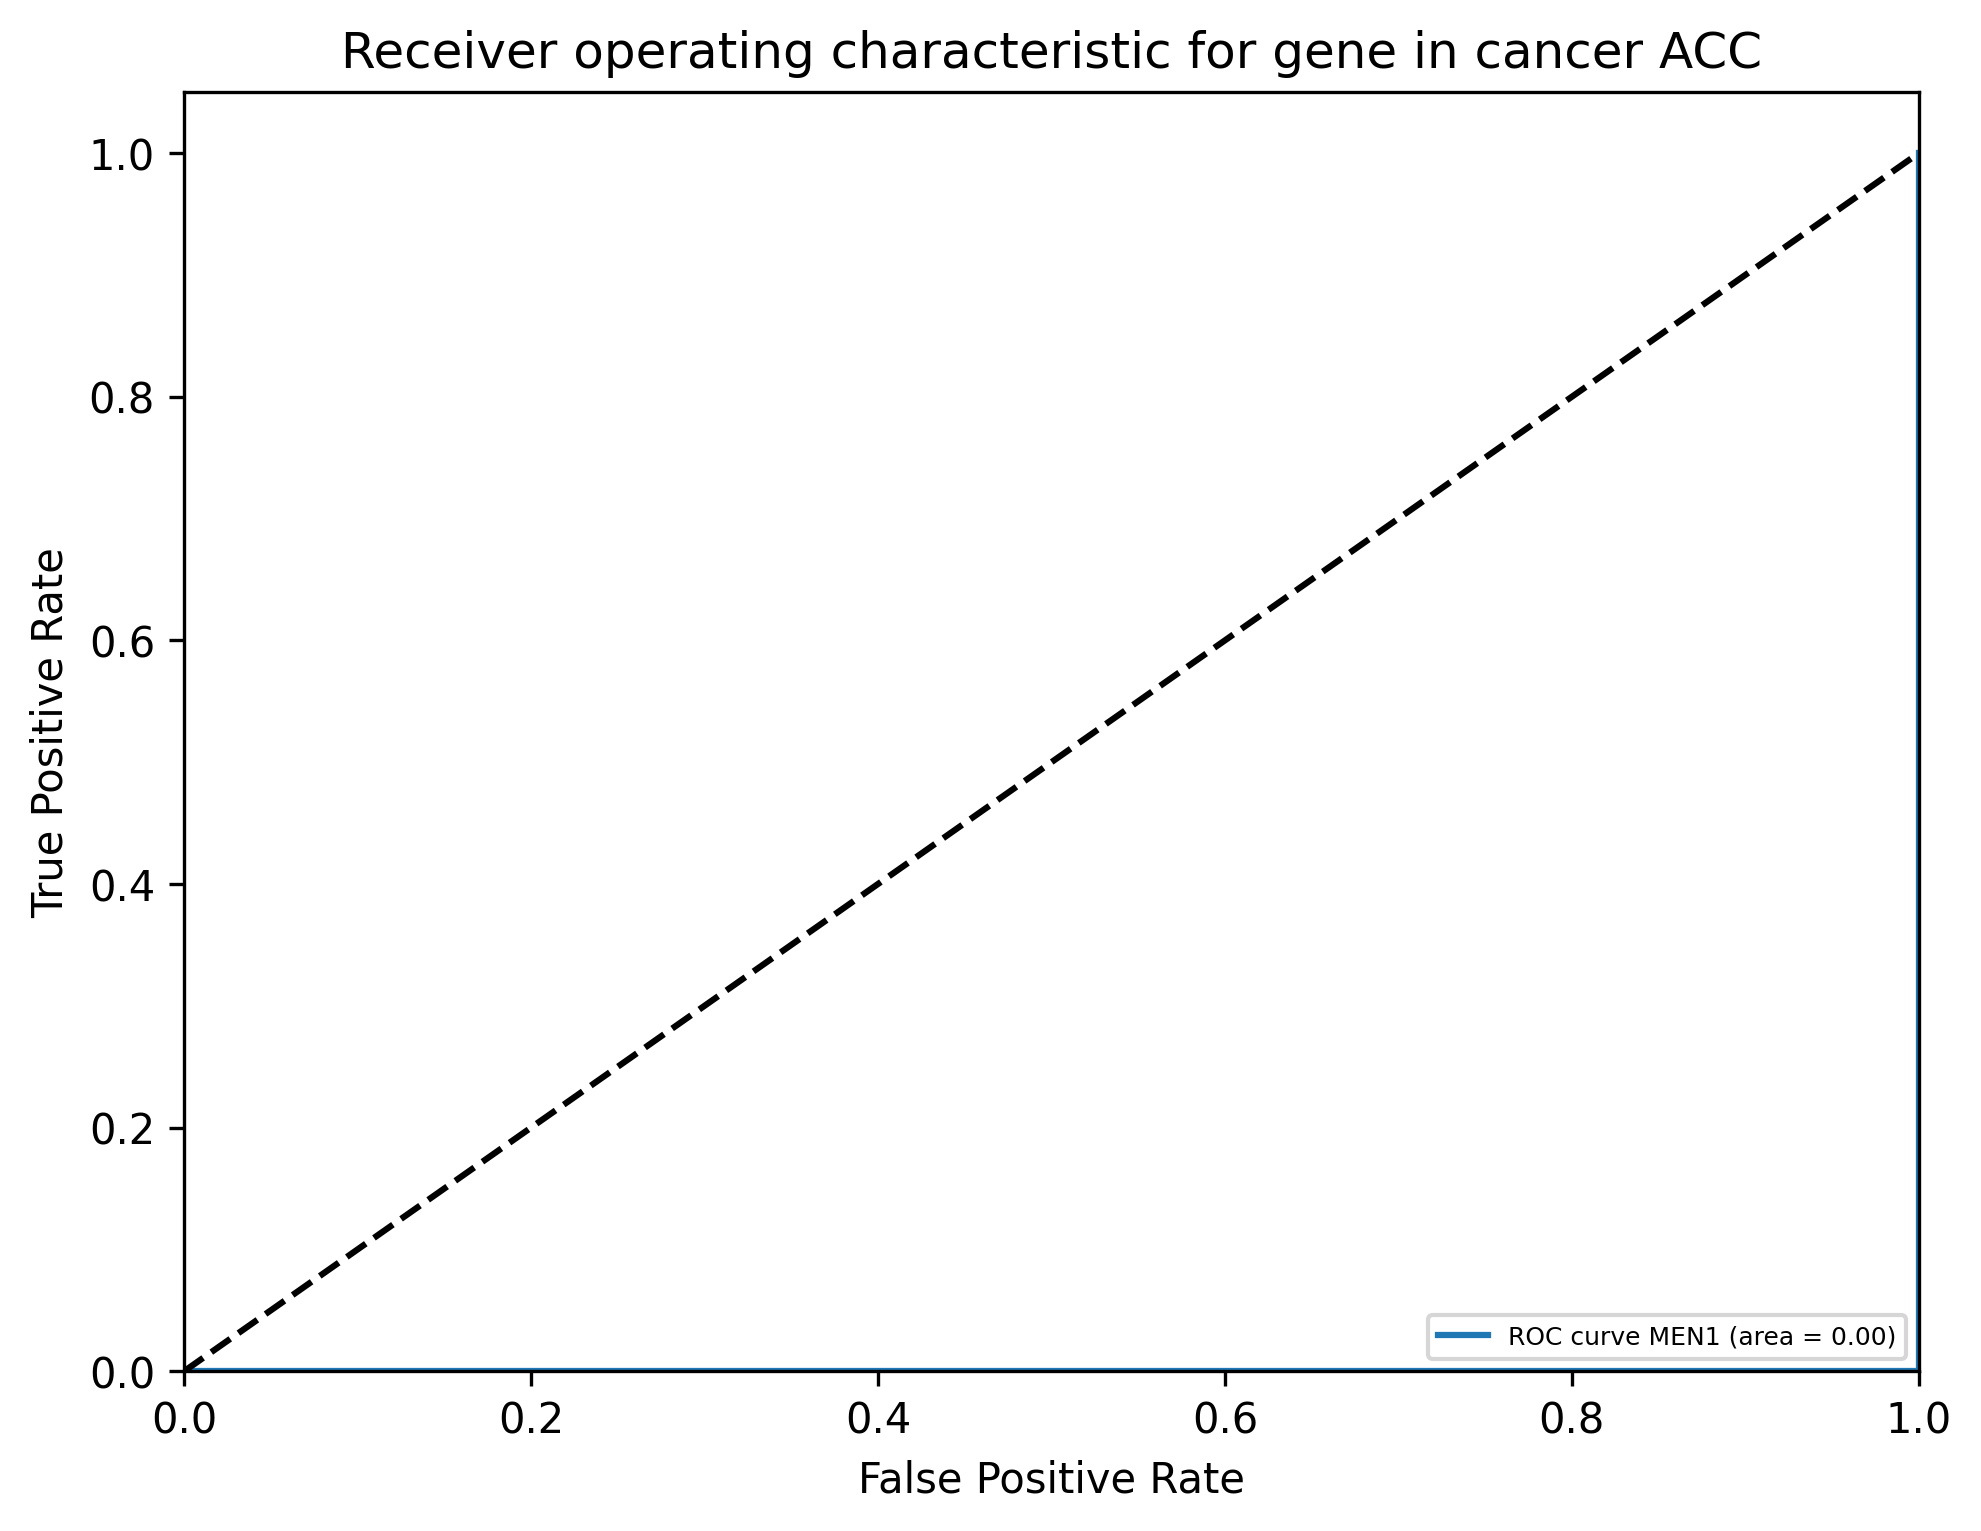 Receiver operating characteristic for gene in cancer ACC
True Positive Rate
1.0
0.8
0.6
0.4
0.2
0.0
0.0 0.2 0.4 0.6 0.8 1.0
False Positive Rate
ROC curve MEN1 (area = 0.00)